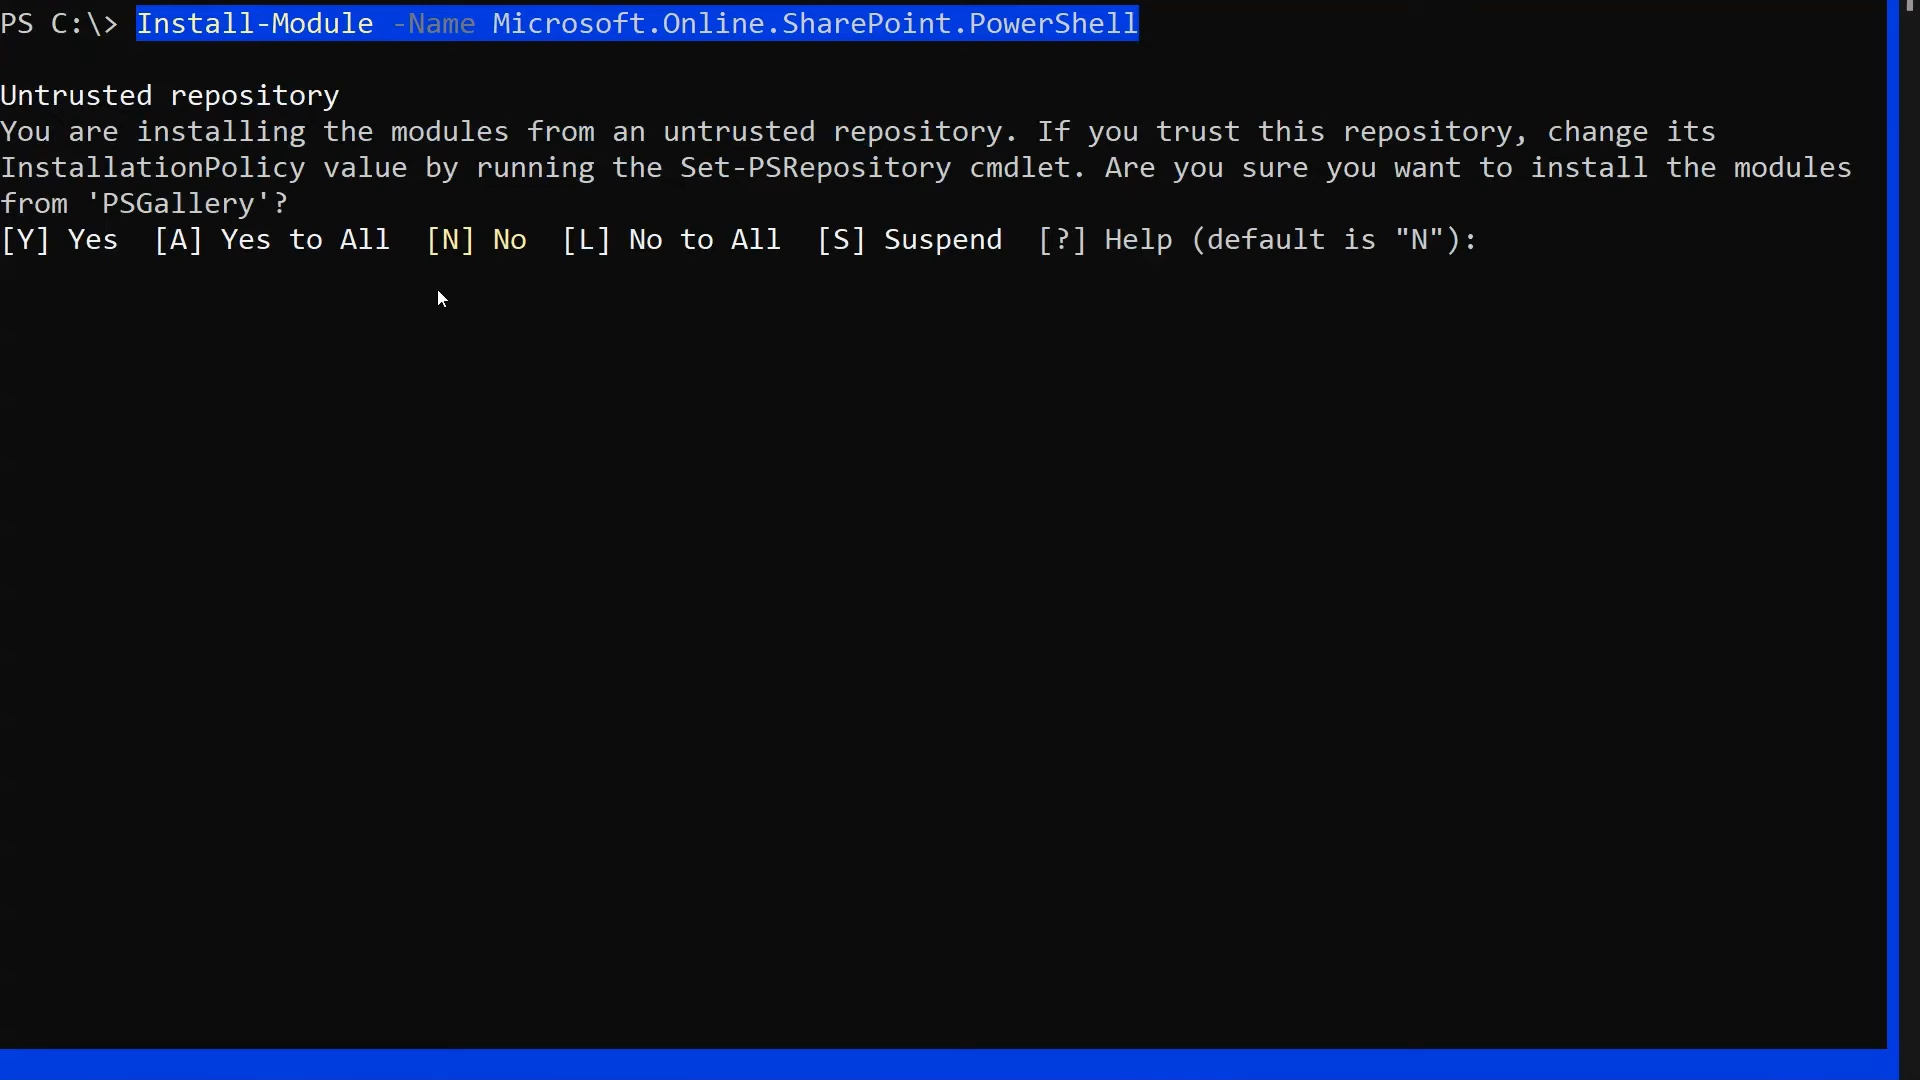 PS C:\> Install-Module -Name Microsoft.Online.SharePoint.PowerShell
Untrusted repository
You are installing the modules from an untrusted repository. If you trust this repository, change its
InstallationPolicy value by running the Set-PSRepository cmdlet. Are you sure you want to install the modules
from 'PSGallery'?
[Y] Yes  [A] Yes to All  [N] No  [L] No to All  [S] Suspend  [?] Help (default is "N"):